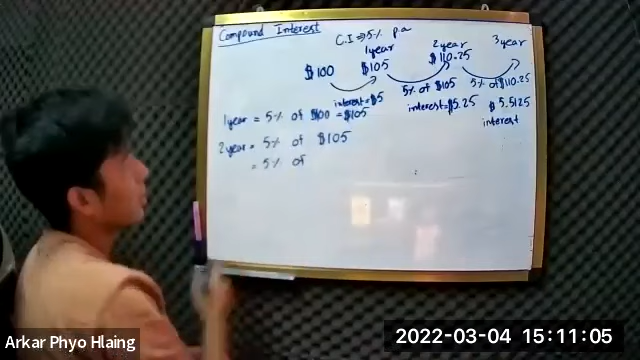 Compound Interest
C.I ⇒ 5% p.a
1year
2year
3year
$100
$105
$110.25
interest=$5
5% of $105
interest=$5.25
5% of $110.25
$5.5125
interest
1year = 5% of $100 = $105
2year = 5% of $105
= 5% of
Arkar Phyo Hlaing
2022-03-04 15:11:05